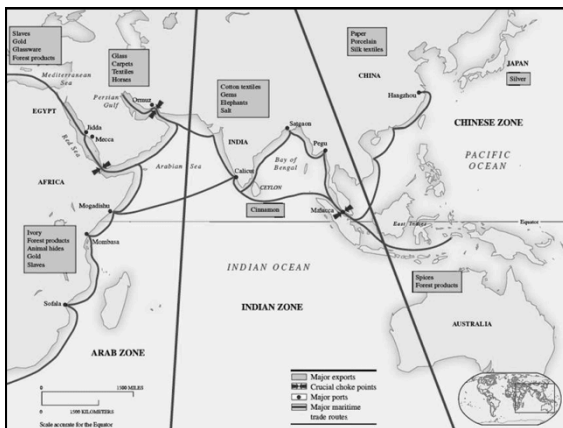 Slaves
Gold
Glassware
Forest products
Glass
Carpets
Textiles
Horses
Cotton textiles
Gems
Elephants
Salt
Paper
Porcelain
Silk textiles
JAPAN
Silver
CHINA
Hangzhou
CHINESE ZONE
PACIFIC
OCEAN
Mediterranean
Sea
EGYPT
Persian
Gulf
Ormuz
Jidda
Mecca
Red Sea
INDIA
Satgaon
Pegu
Bay of
Bengal
Arabian Sea
AFRICA
Calicut
CEYLON
Cinnamon
Mogadishu
Malacca
East Indies
Equator
Ivory
Forest products
Animal hides
Gold
Slaves
Mombasa
INDIAN OCEAN
Spices
Forest products
Sofala
INDIAN ZONE
AUSTRALIA
ARAB ZONE
0 1500 MILES
0 1500 KILOMETERS
Scale accurate for the Equator
Major exports
Crucial choke points
Major ports
Major maritime
trade routes